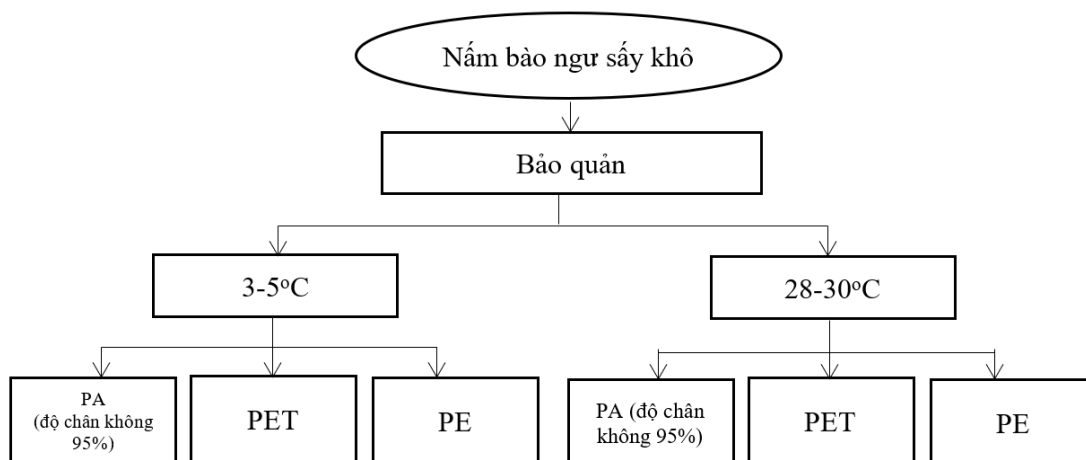 Nấm bào ngư sấy khô
Bảo quản
3-5ºC
28-30ºC
PA
(độ chân không
95%)
PET
PE
PA (độ chân
không 95%)
PET
PE